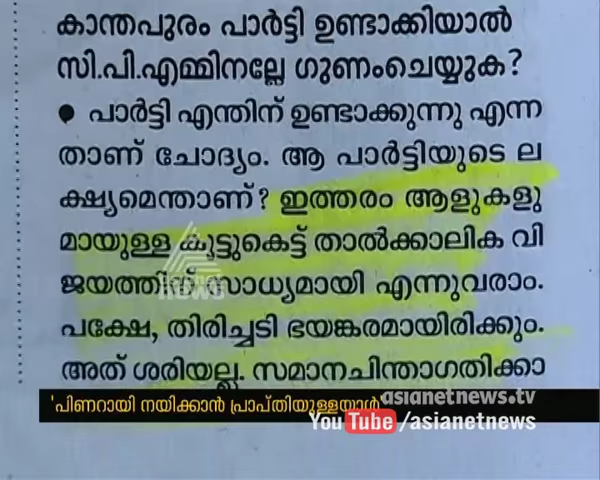 കാന്തപുരം പാർട്ടി ഉണ്ടാക്കിയാൽ
സി.പി.എമ്മിനല്ലേ ഗുണംചെയ്യുക?
● പാർട്ടി എന്തിന് ഉണ്ടാക്കുന്നു എന്ന
താണ് ചോദ്യം. ആ പാർട്ടിയുടെ ല
ക്ഷ്യമെന്താണ്? ഇത്തരം ആളുകളു
മായുള്ള കൂട്ടുകെട്ട് താൽക്കാലിക വി
ജയത്തിന് സാധ്യമായി എന്നുവരാം.
പക്ഷേ, തിരിച്ചടി ഭയങ്കരമായിരിക്കും.
അത് ശരിയല്ല. സമാനചിന്താഗതിക്കാ
'പിണറായി നയിക്കാൻ പ്രാപ്തിയുള്ളയാൾ'
asianetnews.tv
YouTube/asianetnews
NEWS